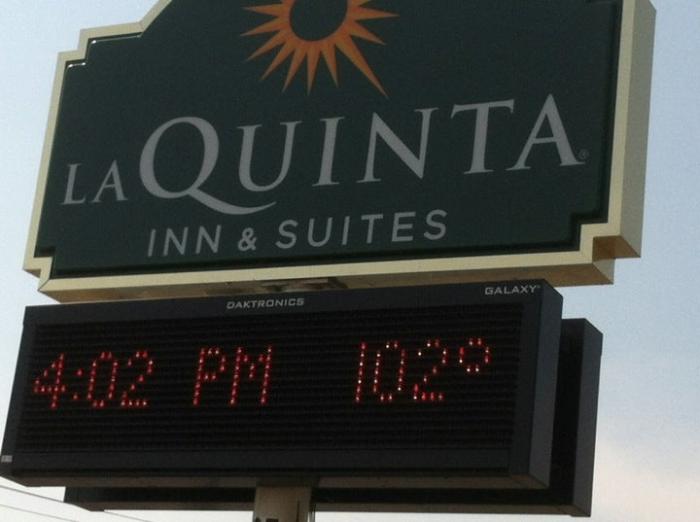 LA QUINTA®
INN & SUITES
DAKTRONICS GALAXY®
4:02 PM 102°